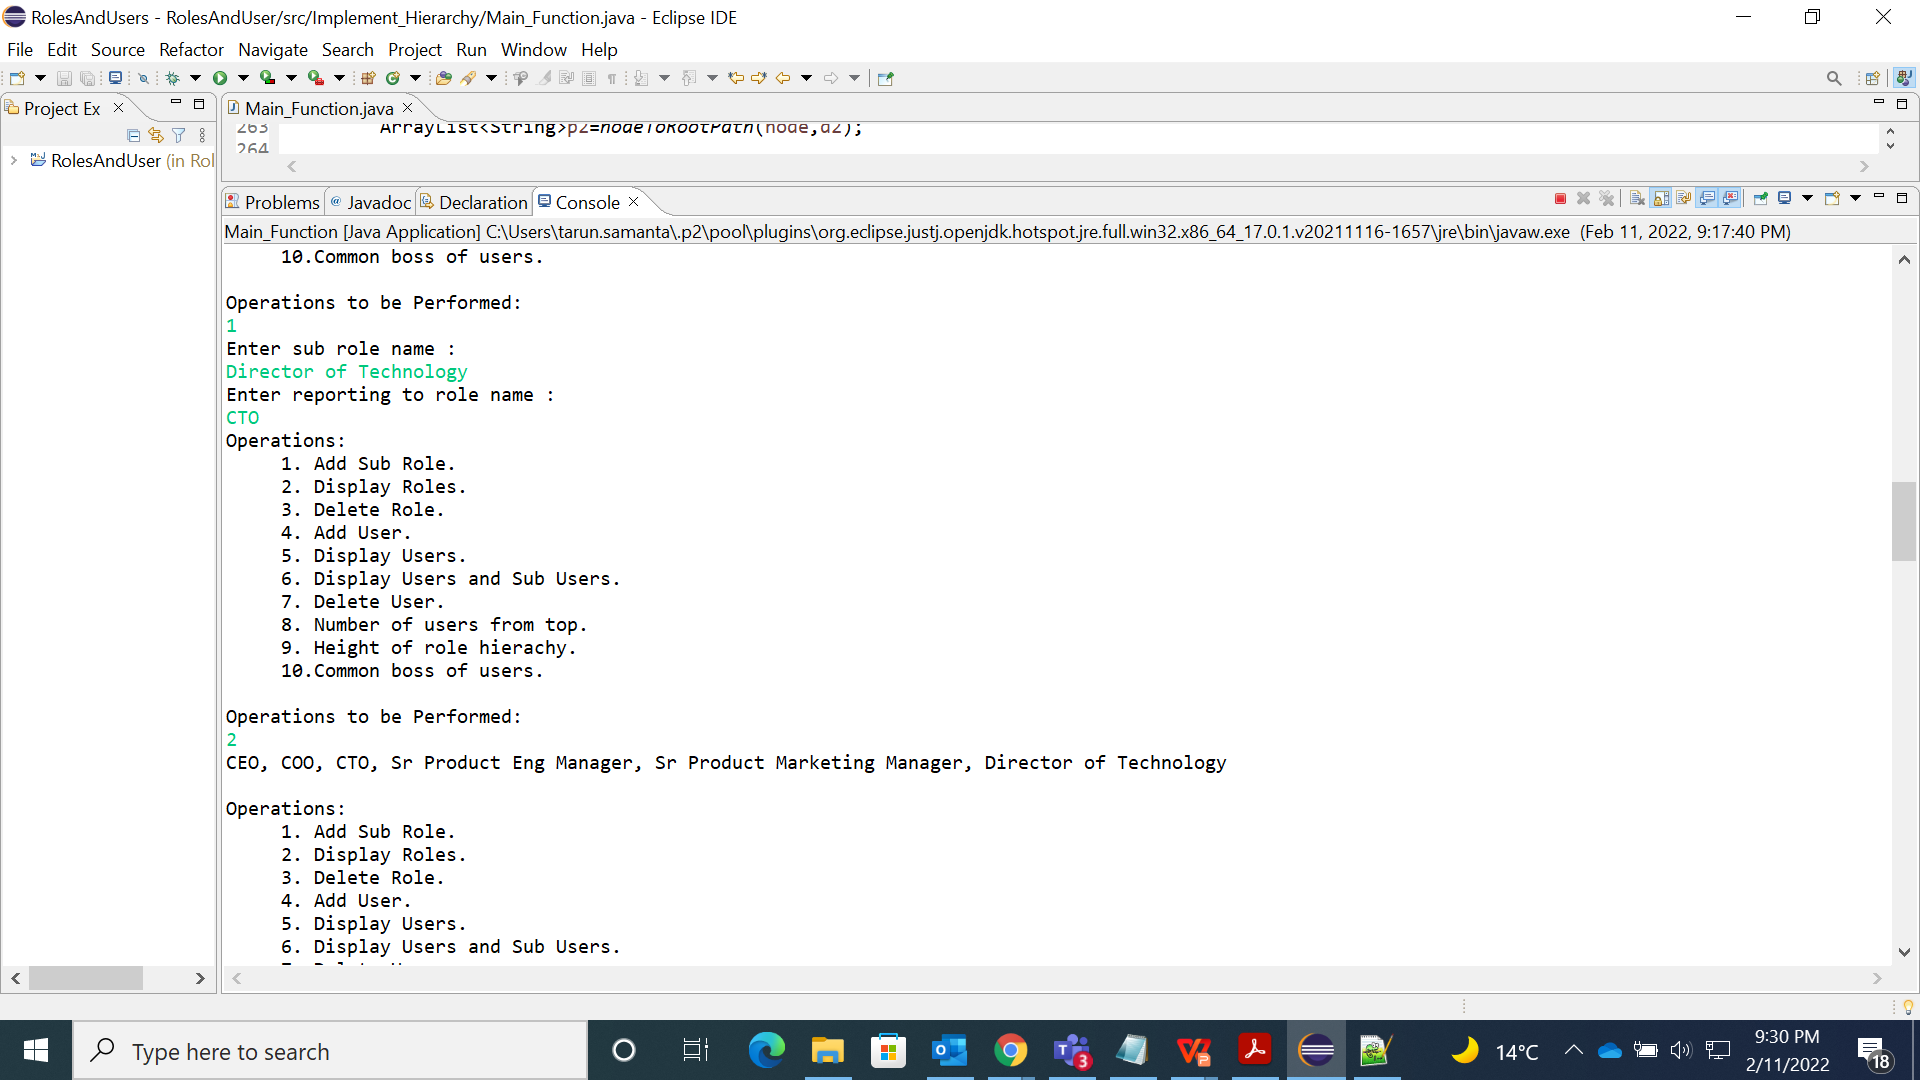 RolesAndUsers - RolesAndUser/src/Implement_Hierarchy/Main_Function.java - Eclipse IDE
File Edit Source Refactor Navigate Search Project Run Window Help
Project Ex
RolesAndUser (in Rol
Main_Function.java
263 ArrayList<String>p2=nodeToRootPath(node,d2);
264
Problems Javadoc Declaration Console
Main_Function [Java Application] C:\Users\tarun.samanta\.p2\pool\plugins\org.eclipse.justj.openjdk.hotspot.jre.full.win32.x86_64_17.0.1.v20211116-1657\jre\bin\javaw.exe (Feb 11, 2022, 9:17:40 PM)
10.Common boss of users.
Operations to be Performed:
1
Enter sub role name :
Director of Technology
Enter reporting to role name :
CTO
Operations:
1. Add Sub Role.
2. Display Roles.
3. Delete Role.
4. Add User.
5. Display Users.
6. Display Users and Sub Users.
7. Delete User.
8. Number of users from top.
9. Height of role hierachy.
10.Common boss of users.
Operations to be Performed:
2
CEO, COO, CTO, Sr Product Eng Manager, Sr Product Marketing Manager, Director of Technology
Operations:
1. Add Sub Role.
2. Display Roles.
3. Delete Role.
4. Add User.
5. Display Users.
6. Display Users and Sub Users.
Type here to search
3
14°C
9:30 PM
2/11/2022
18